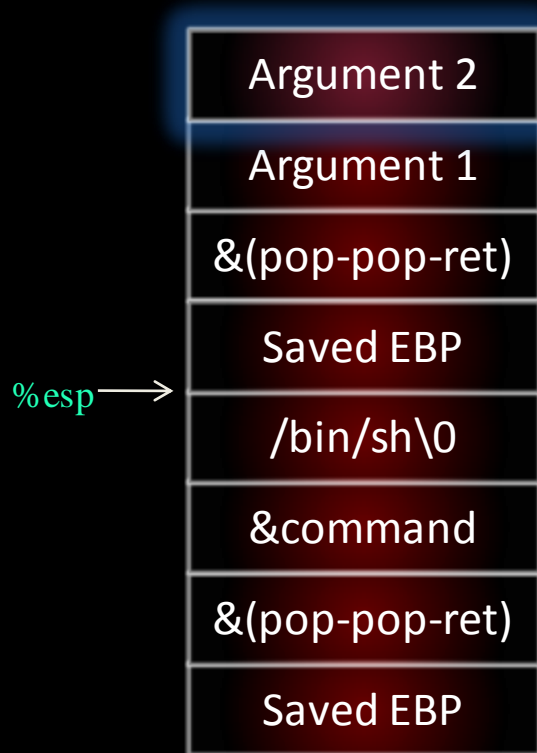 Argument 2
Argument 1
&(pop-pop-ret)
Saved EBP
%esp
/bin/sh\0
&command
&(pop-pop-ret)
Saved EBP